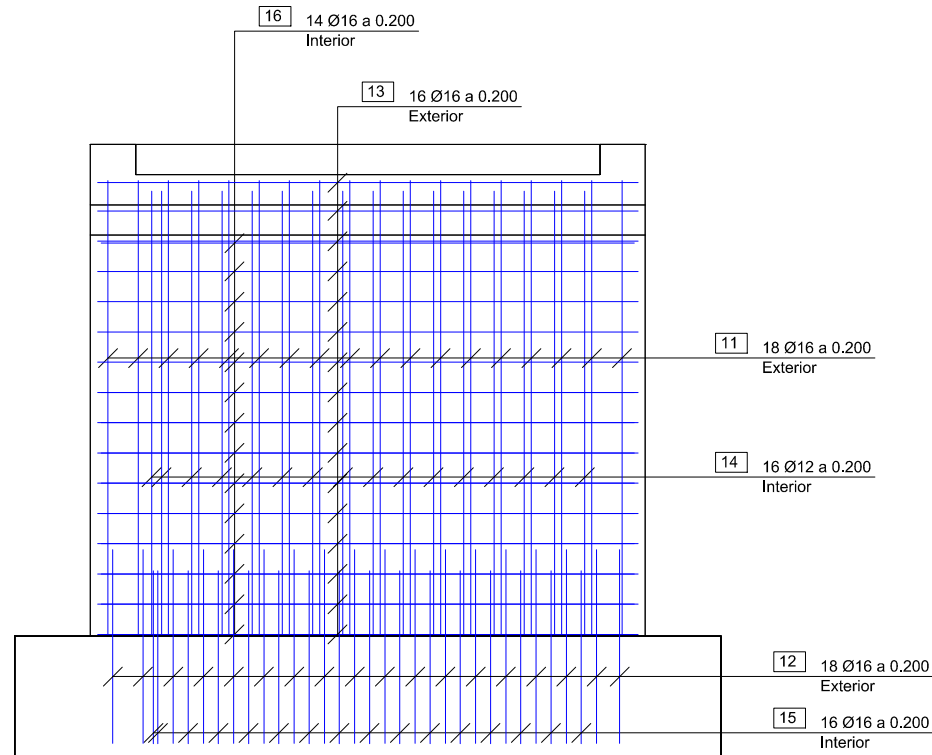 16 14 Ø16 a 0.200
Interior
13 16 Ø16 a 0.200
Exterior
11 18 Ø16 a 0.200
Exterior
14 16 Ø12 a 0.200
Interior
12 18 Ø16 a 0.200
Exterior
15 16 Ø16 a 0.200
Interior